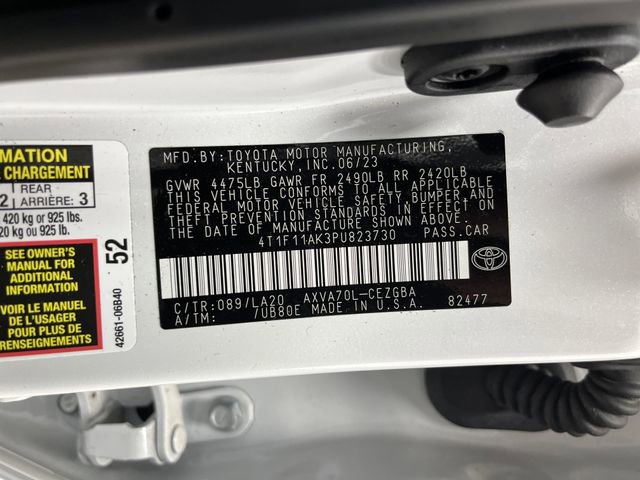 MATION
CHARGEMENT
1
REAR
2
ARRIÈRE: 3
420 kg or 925 lbs.
20 kg ou 925 lb.
SEE OWNER'S
MANUAL FOR
ADDITIONAL
INFORMATION
VOIR LE MANUEL
DE L'USAGER
POUR PLUS DE
RENSEIGNEMENTS
52
42661-06B40
MFD.BY:TOYOTA MOTOR MANUFACTURING,
KENTUCKY, INC.06/23
GVWR 4475LB GAWR FR 2490LB RR 2420LB
THIS VEHICLE CONFORMS TO ALL APPLICABLE
FEDERAL MOTOR VEHICLE SAFETY, BUMPER, AND
THEFT PREVENTION STANDARDS IN EFFECT ON
THE DATE OF MANUFACTURE SHOWN ABOVE.
4T1F11AK3PU823730 PASS.CAR
C/TR:089/LA20 AXVA70L-CEZGBA
A/TM: /UB80E MADE IN U.S.A. 82477